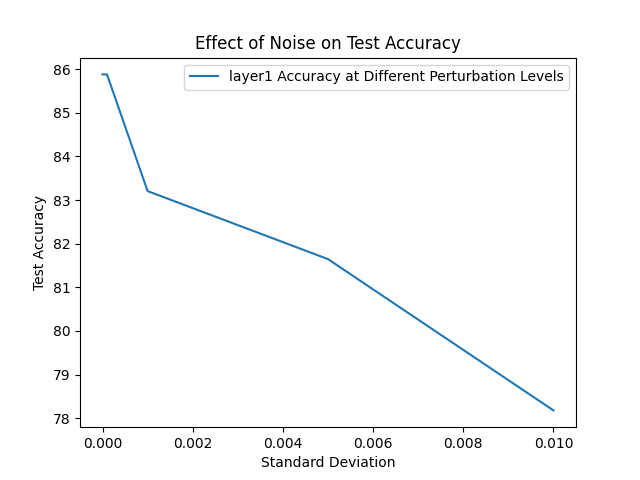 Effect of Noise on Test Accuracy
layer1 Accuracy at Different Perturbation Levels
86
85
84
83
82
81
80
79
78
Test Accuracy
0.000 0.002 0.004 0.006 0.008 0.010
Standard Deviation